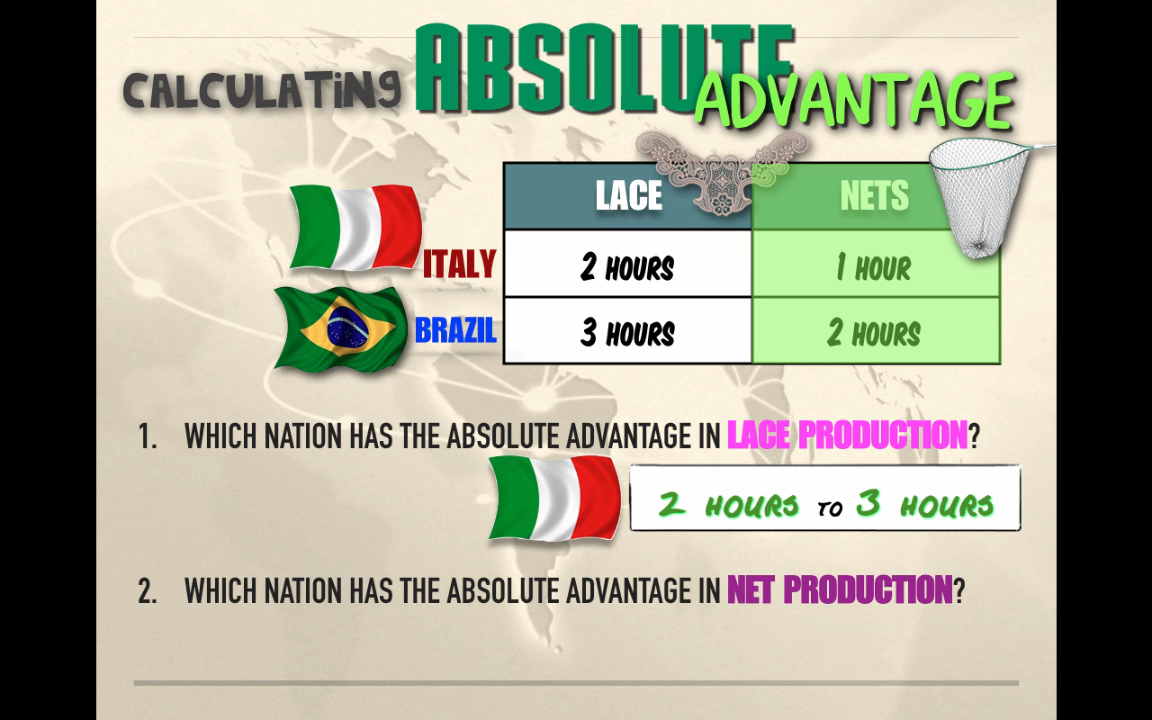 CALCULATiNg ABSOLUTE
ADVANTAGE
LACE NETS
ITALY 2 HOURS 1 HOUR
BRAZIL 3 HOURS 2 HOURS
1. WHICH NATION HAS THE ABSOLUTE ADVANTAGE IN LACE PRODUCTION?
2 HOURS TO 3 HOURS
2. WHICH NATION HAS THE ABSOLUTE ADVANTAGE IN NET PRODUCTION?